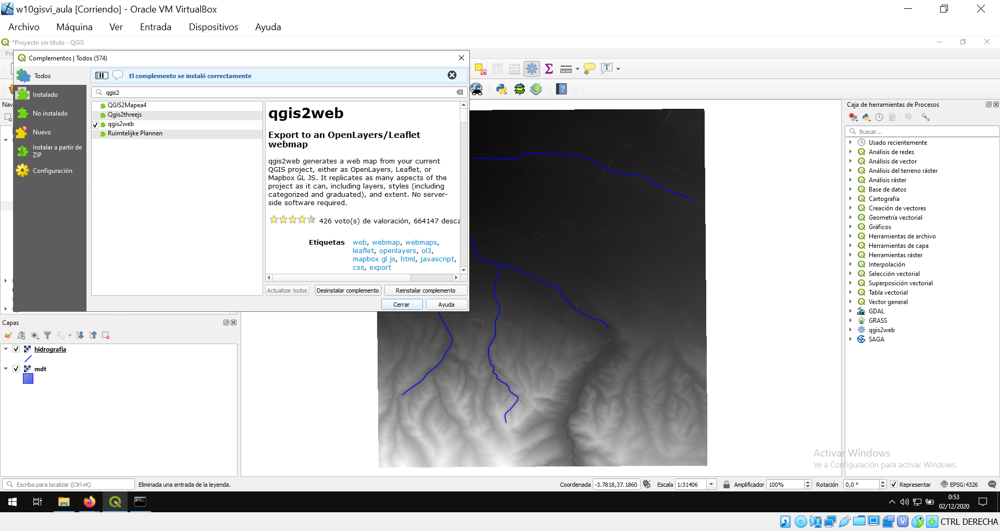 w10gisvi_aula [Corriendo] - Oracle VM VirtualBox
Archivo Máquina Ver Entrada Dispositivos Ayuda
*Proyecto sin título - QGIS
Complementos | Todos (574)
Todos
Instalado
No instalado
Nuevo
Instalar a partir de
ZIP
Configuración
El complemento se instaló correctamente
qgis2
QGIS2Mapea4
Qgis2threejs
qgis2web
Ruimtelijke Plannen
qgis2web
Export to an OpenLayers/Leaflet
webmap
qgis2web generates a web map from your current
QGIS project, either as OpenLayers, Leaflet, or
Mapbox GL JS. It replicates as many aspects of the
project as it can, including layers, styles (including
categorized and graduated), and extent. No server-
side software required.
426 voto(s) de valoración, 664147 desca
Etiquetas web, webmap, webmaps,
leaflet, openlayers, ol3,
mapbox gl js, html, javascript,
css, export
Actualizar todos Desinstalar complemento Reinstalar complemento
Cerrar Ayuda
Nav
Capas
hidrografia
mdt
Caja de herramientas de Procesos
Buscar...
Usado recientemente
Análisis de redes
Análisis de vector
Análisis del terreno ráster
Análisis ráster
Base de datos
Cartografía
Creación de vectores
Geometría vectorial
Gráficos
Herramientas de archivo
Herramientas de capa
Herramientas ráster
Interpolación
Selección vectorial
Superposición vectorial
Tabla vectorial
Vector general
GDAL
GRASS
qgis2web
SAGA
Activar Windows
Ve a Configuración para activar Windows.
Escriba para localizar (Ctrl+K) Eliminada una entrada de la leyenda. Coordenada -3.7818,37.1860 Escala 1:31406 Amplificador 100% Rotación 0,0 ° Representar EPSG:4326
0:53
02/12/2020
CTRL DERECHA